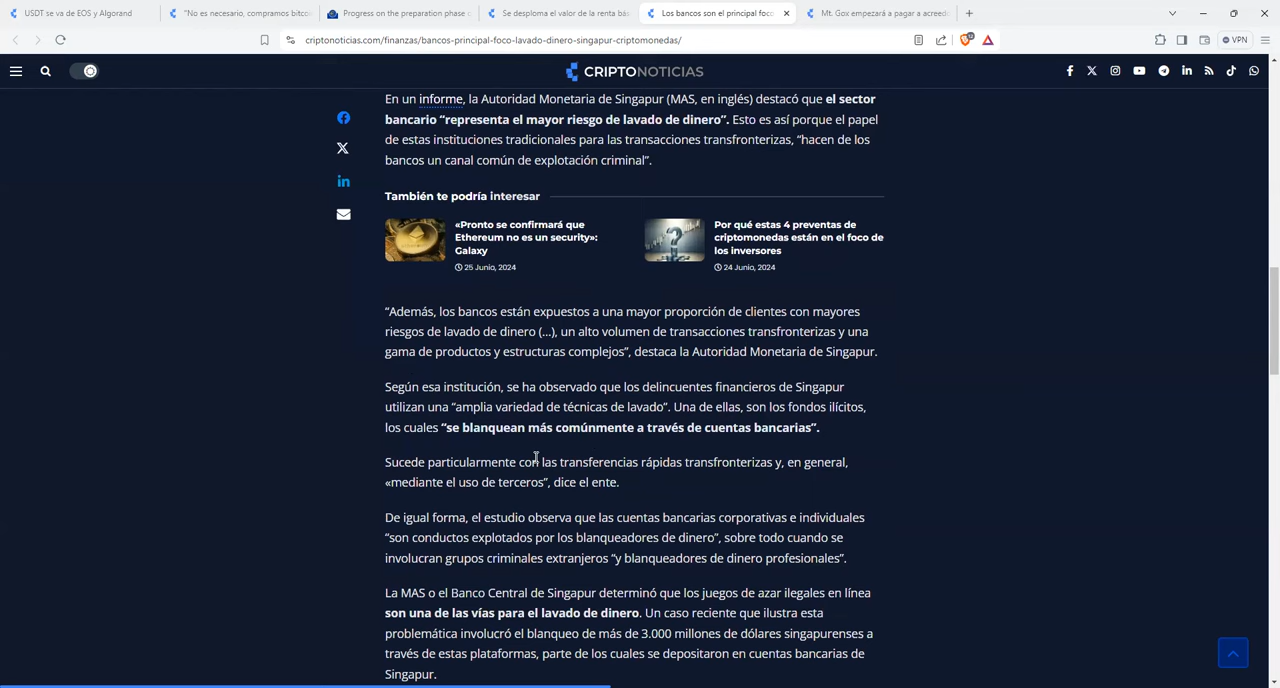 USDT se va de EOS y Algorand
"No es necesario, compramos bitcoi
Progress on the preparation phase o
Se desploma el valor de la renta bás
Los bancos son el principal foco
Mt. Gox empezará a pagar a acreedo
criptonoticias.com/finanzas/bancos-principal-foco-lavado-dinero-singapur-criptomonedas/
VPN
CRIPTONOTICIAS
En un informe, la Autoridad Monetaria de Singapur (MAS, en inglés) destacó que el sector
bancario “representa el mayor riesgo de lavado de dinero”. Esto es así porque el papel
de estas instituciones tradicionales para las transacciones transfronterizas, “hacen de los
bancos un canal común de explotación criminal”.
También te podría interesar
«Pronto se confirmará que
Ethereum no es un security»:
Galaxy
25 Junio, 2024
Por qué estas 4 preventas de
criptomonedas están en el foco de
los inversores
24 Junio, 2024
“Además, los bancos están expuestos a una mayor proporción de clientes con mayores
riesgos de lavado de dinero (…), un alto volumen de transacciones transfronterizas y una
gama de productos y estructuras complejos”, destaca la Autoridad Monetaria de Singapur.
Según esa institución, se ha observado que los delincuentes financieros de Singapur
utilizan una “amplia variedad de técnicas de lavado”. Una de ellas, son los fondos ilícitos,
los cuales “se blanquean más comúnmente a través de cuentas bancarias”.
Sucede particularmente con las transferencias rápidas transfronterizas y, en general,
«mediante el uso de terceros”, dice el ente.
De igual forma, el estudio observa que las cuentas bancarias corporativas e individuales
“son conductos explotados por los blanqueadores de dinero”, sobre todo cuando se
involucran grupos criminales extranjeros “y blanqueadores de dinero profesionales”.
La MAS o el Banco Central de Singapur determinó que los juegos de azar ilegales en línea
son una de las vías para el lavado de dinero. Un caso reciente que ilustra esta
problemática involucró el blanqueo de más de 3.000 millones de dólares singapurenses a
través de estas plataformas, parte de los cuales se depositaron en cuentas bancarias de
Singapur.